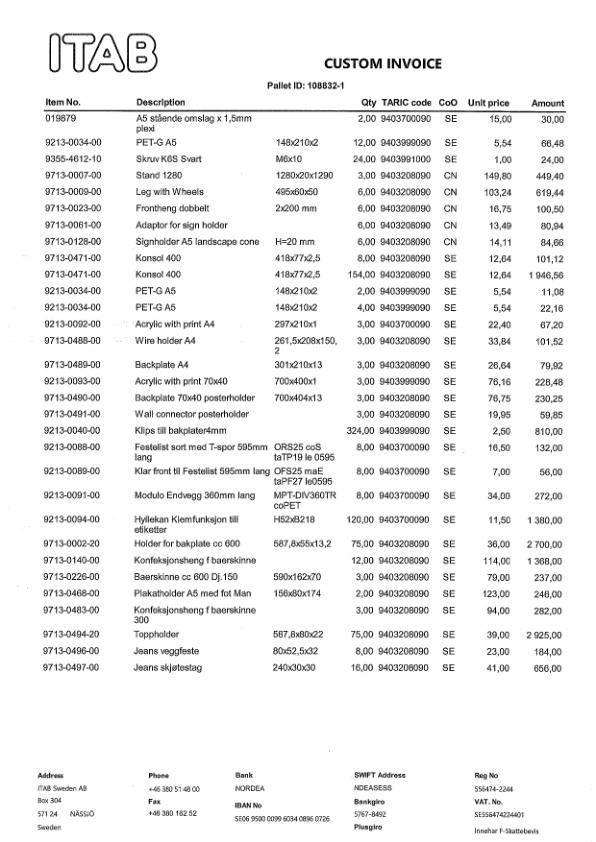 ITAB
CUSTOM INVOICE
Pallet ID: 108832-1
Item No. Description Qty TARIC code CoO Unit price Amount
019879 A5 stående omslag x 1,5mm 2,00 9403700090 SE 15,00 30,00
plexi
9213-0034-00 PET-G A5 148x210x2 12,00 9403999090 SE 5,54 66,48
9355-4612-10 Skruv K6S Svart M6x10 24,00 9403991000 SE 1,00 24,00
9713-0007-00 Stand 1280 1280x20x1290 3,00 9403208090 CN 149,80 449,40
9713-0009-00 Leg with Wheels 495x60x50 6,00 9403208090 CN 103,24 619,44
9713-0023-00 Frontheng dobbelt 2x200 mm 6,00 9403208090 CN 16,75 100,50
9713-0061-00 Adaptor for sign holder 6,00 9403208090 CN 13,49 80,94
9713-0128-00 Signholder A5 landscape cone H=20 mm 6,00 9403208090 CN 14,11 84,66
9713-0471-00 Konsol 400 418x77x2,5 8,00 9403208090 SE 12,64 101,12
9713-0471-00 Konsol 400 418x77x2,5 154,00 9403208090 SE 12,64 1 946,56
9213-0034-00 PET-G A5 148x210x2 2,00 9403999090 SE 5,54 11,08
9213-0034-00 PET-G A5 148x210x2 4,00 9403999090 SE 5,54 22,16
9213-0092-00 Acrylic with print A4 297x210x1 3,00 9403700090 SE 22,40 67,20
9713-0488-00 Wire holder A4 261,5x208x150, 3,00 9403208090 SE 33,84 101,52
2
9713-0489-00 Backplate A4 301x210x13 3,00 9403208090 SE 26,64 79,92
9213-0093-00 Acrylic with print 70x40 700x400x1 3,00 9403999090 SE 76,16 228,48
9713-0490-00 Backplate 70x40 posterholder 700x404x13 3,00 9403208090 SE 76,75 230,25
9713-0491-00 Wall connector posterholder 3,00 9403208090 SE 19,95 59,85
9213-0040-00 Klips till bakplater4mm 324,00 9403999090 SE 2,50 810,00
9213-0088-00 Festelist sort med T-spor 595mm ORS25 coS 8,00 9403700090 SE 16,50 132,00
lang taTP19 le 0595
9213-0089-00 Klar front til Festelist 595mm lang OFS25 maE 8,00 9403700090 SE 7,00 56,00
taPF27 le0595
9213-0091-00 Modulo Endvegg 360mm lang MPT-DIV360TR 8,00 9403700090 SE 34,00 272,00
coPET
9213-0094-00 Hyllekan Klemfunksjon till H52xB218 120,00 9403700090 SE 11,50 1 380,00
etiketter
9713-0002-20 Holder for bakplate cc 600 587,8x55x13,2 75,00 9403208090 SE 36,00 2 700,00
9713-0140-00 Konfeksjonsheng f baerskinne 12,00 9403208090 SE 114,00 1 368,00
9713-0226-00 Baerskinne cc 600 Dj.150 590x162x70 3,00 9403208090 SE 79,00 237,00
9713-0468-00 Plakatholder A5 med fot Man 156x80x174 2,00 9403208090 SE 123,00 246,00
9713-0483-00 Konfeksjonsheng f baerskinne 3,00 9403208090 SE 94,00 282,00
300
9713-0494-20 Toppholder 587,8x80x22 75,00 9403208090 SE 39,00 2 925,00
9713-0496-00 Jeans veggfeste 80x52,5x32 8,00 9403208090 SE 23,00 184,00
9713-0497-00 Jeans skjøtestag 240x30x30 16,00 9403208090 SE 41,00 656,00
Address Phone Bank SWIFT Address Reg No
ITAB Sweden AB +46 380 51 48 00 NORDEA NDEASESS 556474-2244
Box 304 Fax IBAN No Bankgiro VAT. No.
571 24 NÄSSJÖ +46 380 162 52 SE06 9500 0099 6034 0896 0726 5767-8492 SE556474224401
Sweden Plusgiro Innehar F-Skattebevis